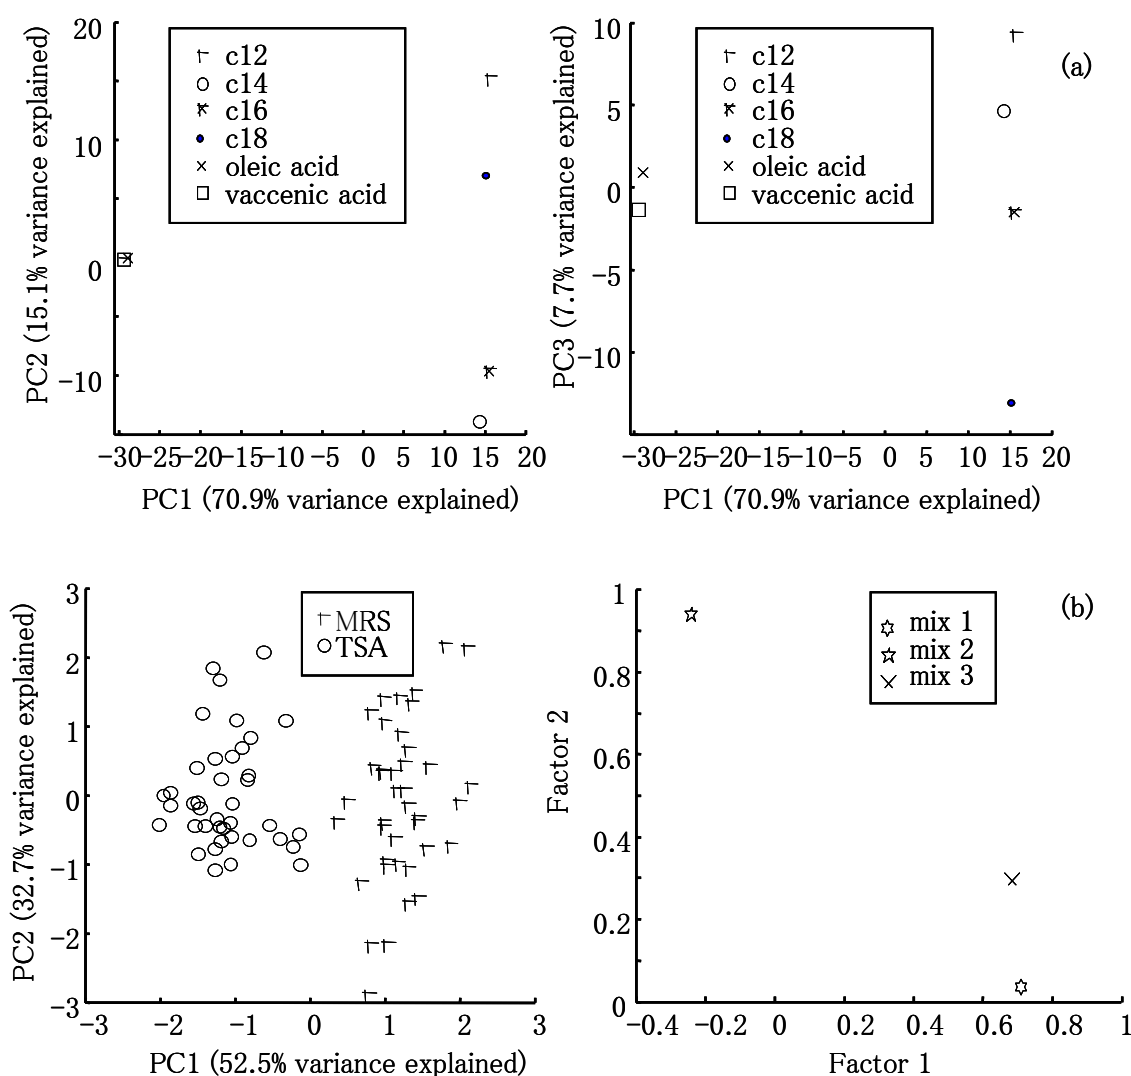 20
10
0
−10
PC2 (15.1% variance explained)
c12
c14
c16
c18
oleic acid
vaccenic acid
−30−25−20−15−10 −5 0 5 10 15 20
PC1 (70.9% variance explained)
10
5
0
−5
−10
PC3 (7.7% variance explained)
c12
c14
c16
c18
oleic acid
vaccenic acid
(a)
−30−25−20−15−10 −5 0 5 10 15 20
PC1 (70.9% variance explained)
3
2
1
0
−1
−2
−3
PC2 (32.7% variance explained)
MRS
TSA
−3 −2 −1 0 1 2 3
PC1 (52.5% variance explained)
1
0.8
0.6
0.4
0.2
0
Factor 2
mix 1
mix 2
mix 3
(b)
−0.4 −0.2 0 0.2 0.4 0.6 0.8 1
Factor 1